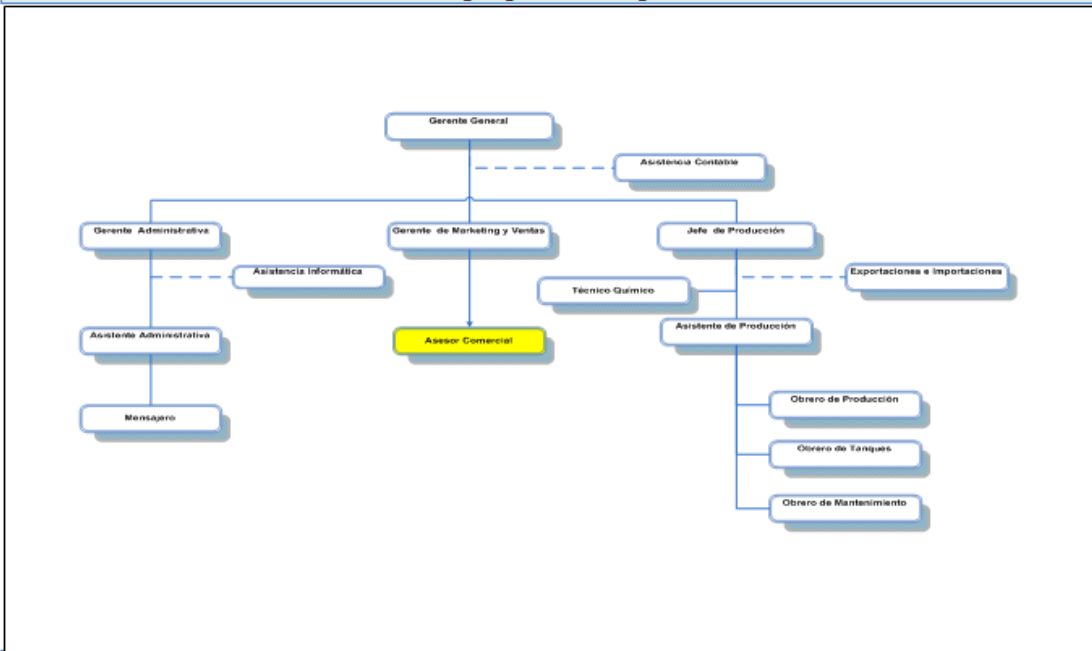 Gerente General
Asistencia Contable
Gerente Administrativa
Gerente de Marketing y Ventas
Jefe de Producción
Asistencia Informática
Exportaciones e Importaciones
Técnico Químico
Asistente de Producción
Asistente Administrativa
Asesor Comercial
Obrero de Producción
Mensajero
Obrero de Tanques
Obrero de Mantenimiento